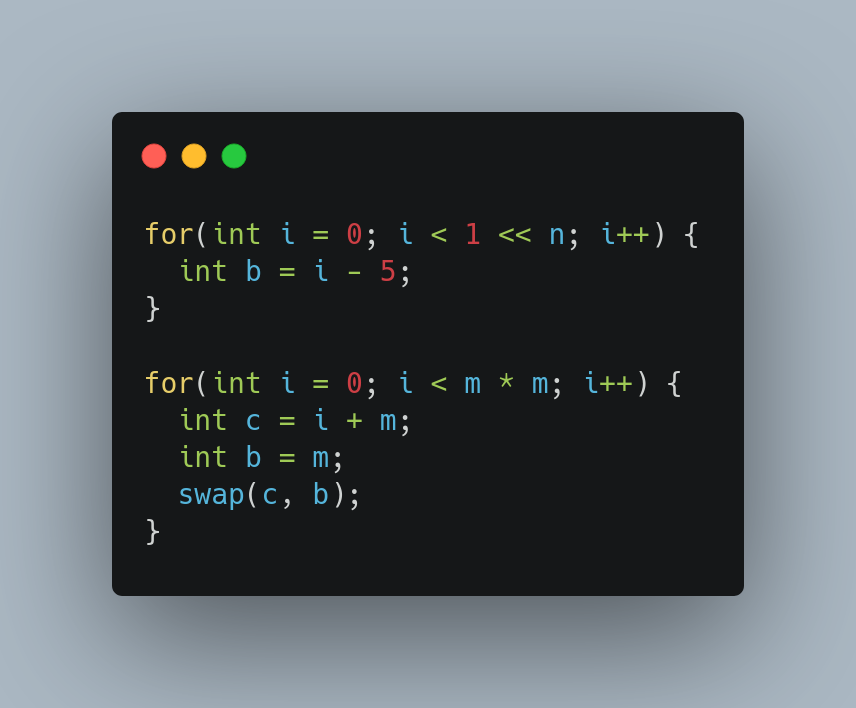 for(int i = 0; i < 1 << n; i++) {
  int b = i - 5;
}

for(int i = 0; i < m * m; i++) {
  int c = i + m;
  int b = m;
  swap(c, b);
}